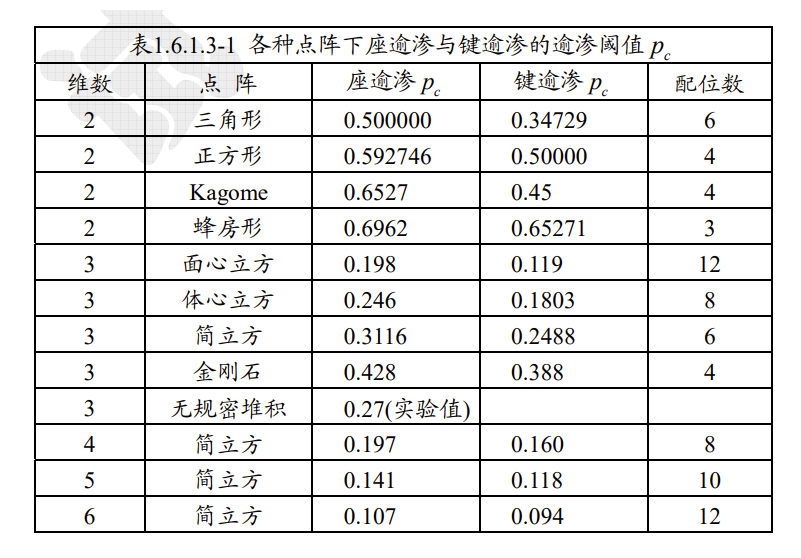 表1.6.1.3-1 各种点阵下座逾渗与键逾渗的逾渗阈值 pc
维数 点 阵 座逾渗 pc 键逾渗 pc 配位数
2 三角形 0.500000 0.34729 6
2 正方形 0.592746 0.50000 4
2 Kagome 0.6527 0.45 4
2 蜂房形 0.6962 0.65271 3
3 面心立方 0.198 0.119 12
3 体心立方 0.246 0.1803 8
3 简立方 0.3116 0.2488 6
3 金刚石 0.428 0.388 4
3 无规密堆积 0.27(实验值)
4 简立方 0.197 0.160 8
5 简立方 0.141 0.118 10
6 简立方 0.107 0.094 12